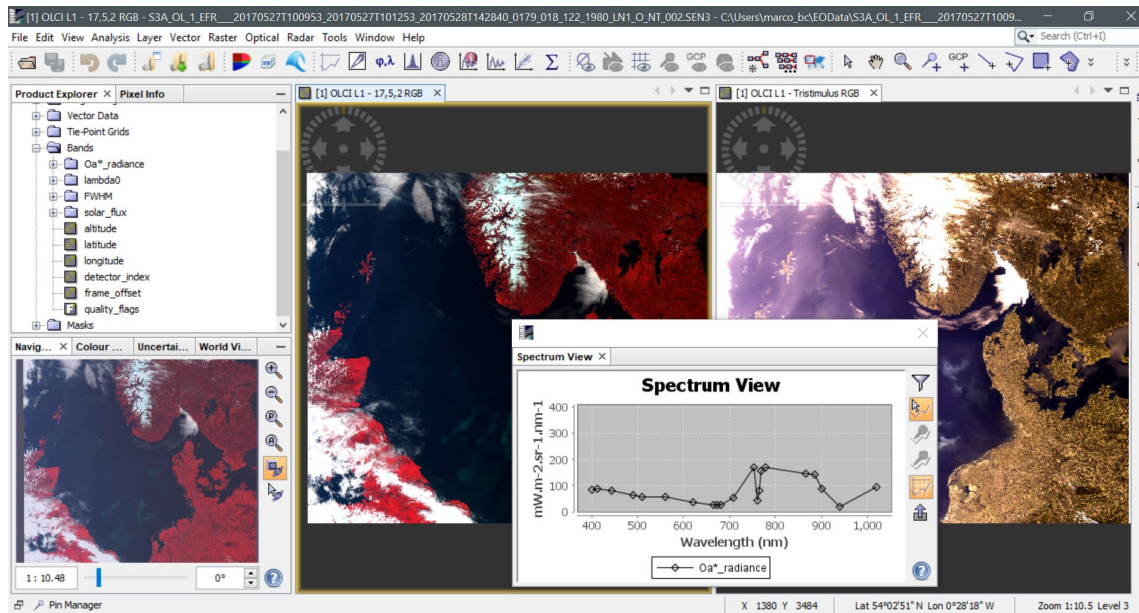 [1] OLCI L1 - 17,5,2 RGB - S3A_OL_1_EFR____20170527T100953_20170527T101253_20170528T142840_0179_018_122_1980_LN1_O_NT_002.SEN3 - C:\Users\marco_bc\EOData\S3A_OL_1_EFR____20170527T1009...
File Edit View Analysis Layer Vector Raster Optical Radar Tools Window Help
Search (Ctrl+I)
φ,λ Σ GCP GCP
Product Explorer × Pixel Info
[1] OLCI L1 - 17,5,2 RGB ×
[1] OLCI L1 - Tristimulus RGB ×
Vector Data
Tie-Point Grids
Bands
Oa*_radiance
lambda0
FWHM
solar_flux
altitude
latitude
longitude
detector_index
frame_offset
quality_flags
Masks
Navig... × Colour ... Uncertai... World Vi...
1 : 10.48
0°
Spectrum View ×
Spectrum View
mW.m-2.sr-1.nm-1
400
300
200
100
0
400 500 600 700 800 900 1,000
Wavelength (nm)
Oa*_radiance
Pin Manager
X 1380 Y 3484
Lat 54°02'51" N Lon 0°28'18" W
Zoom 1:10.5 Level 3